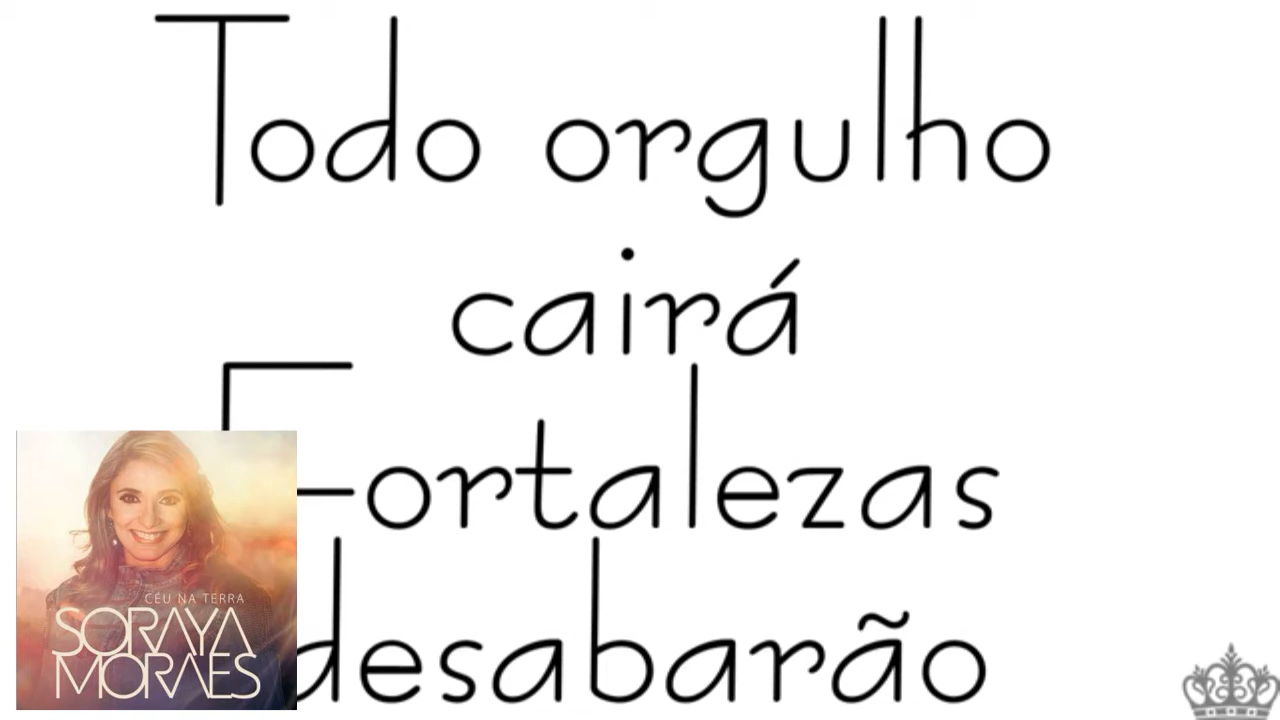 Todo orgulho
cairá
Fortalezas
desabarão
CÉU NA TERRA
SORAYA
MORAES